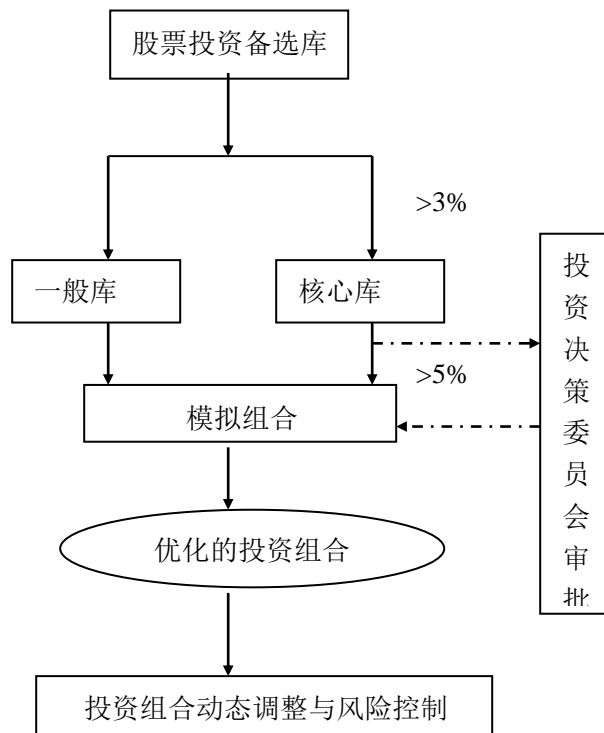 股票投资备选库
>3%
一般库
核心库
>5%
模拟组合
优化的投资组合
投资组合动态调整与风险控制
投
资
决
策
委
员
会
审
批